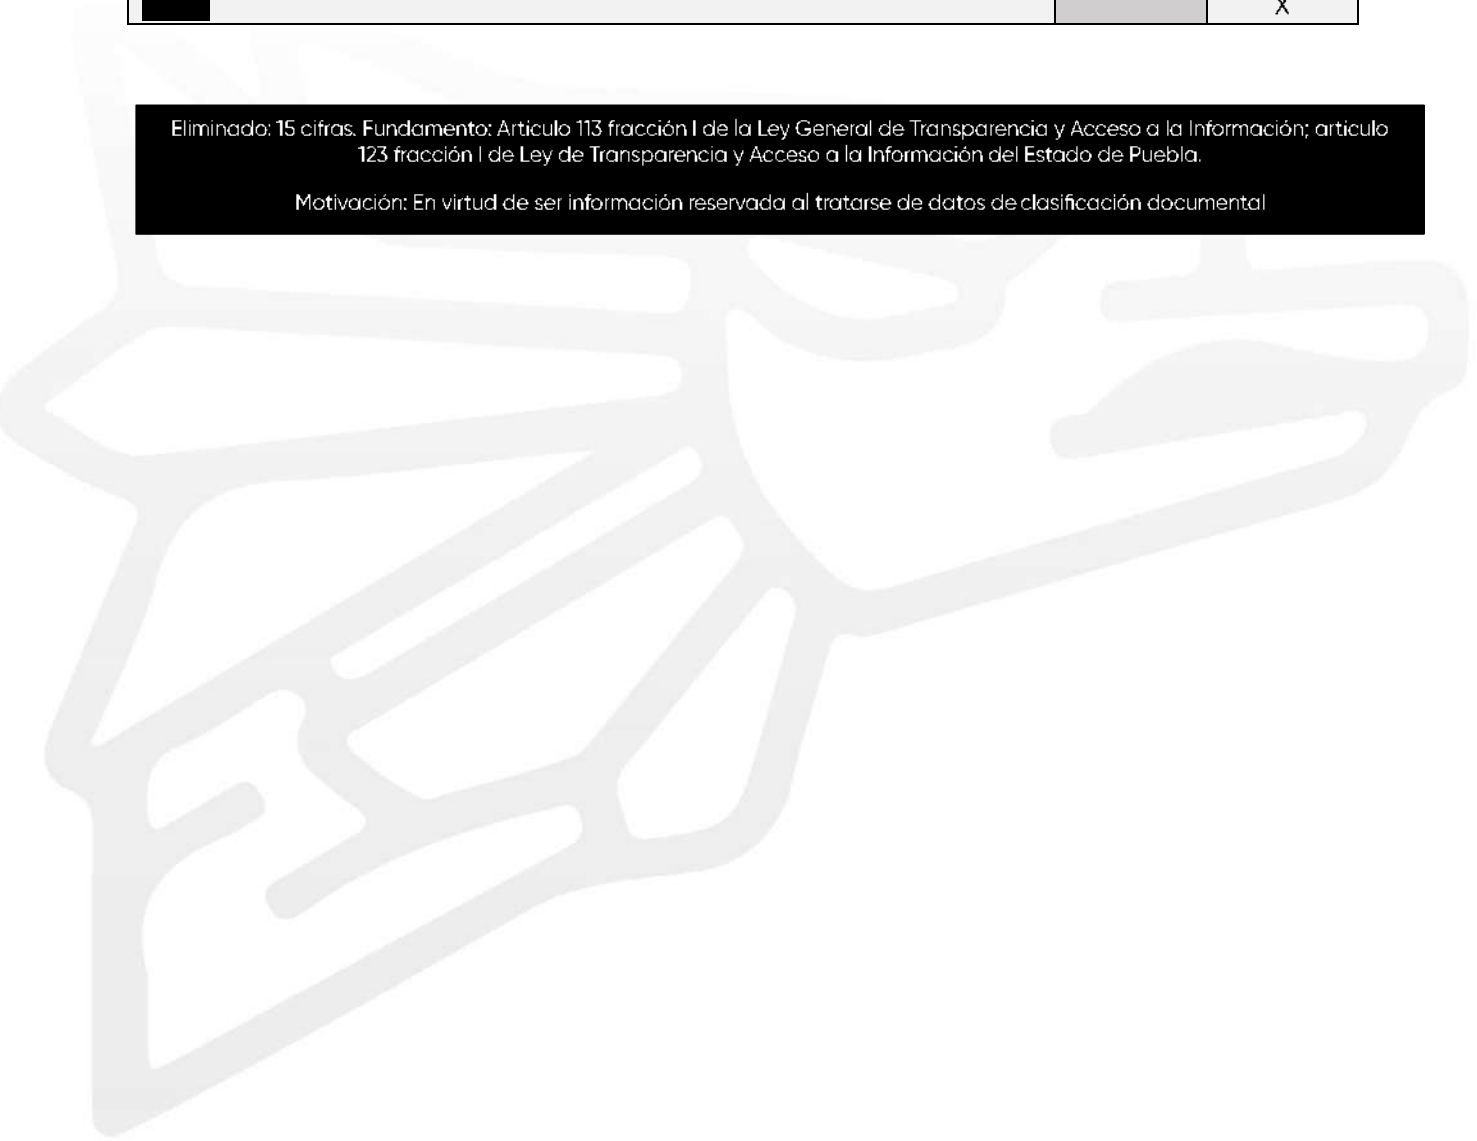 X
Eliminado: 15 cifras. Fundamento: Articulo 113 fracción I de la Ley General de Transparencia y Acceso a la Información; articulo
123 fracción I de Ley de Transparencia y Acceso a la Información del Estado de Puebla.
Motivación: En virtud de ser información reservada al tratarse de datos de clasificación documental